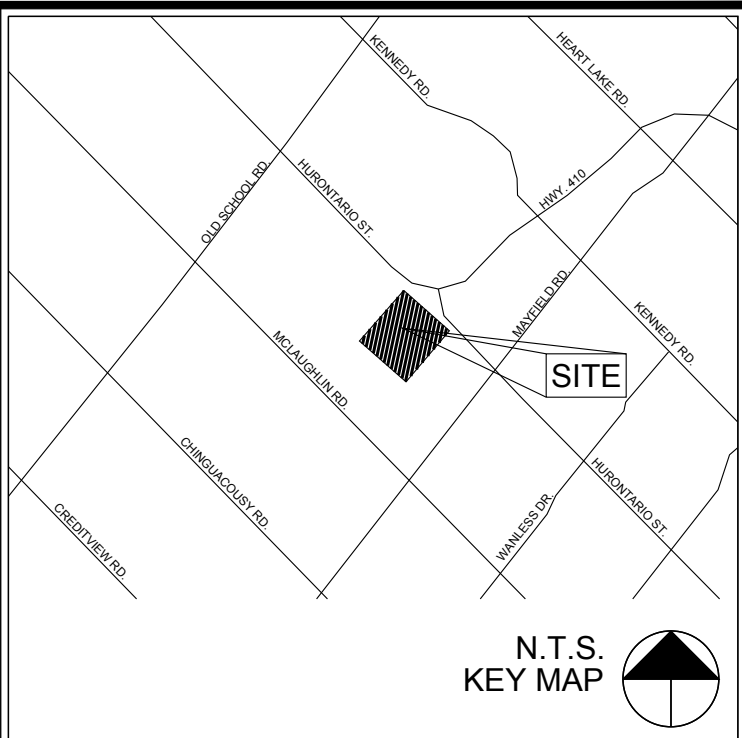 KENNEDY RD.
HEART LAKE RD.
OLD SCHOOL RD.
HURONTARIO ST.
HWY. 410
MAYFIELD RD.
KENNEDY RD.
MCLAUGHLIN RD.
SITE
CHINGUACOUSY RD.
HURONTARIO ST.
CREDITVIEW RD.
WANLESS DR.
N.T.S.
KEY MAP